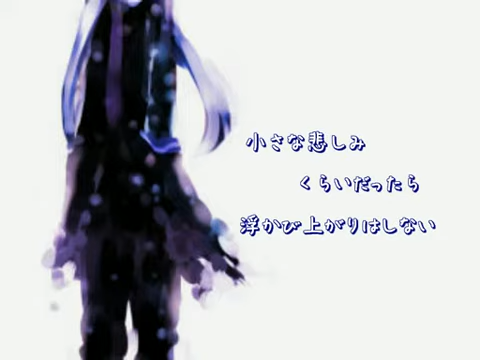 小さな悲しみ
くらいだったら
浮かび上がりはしない